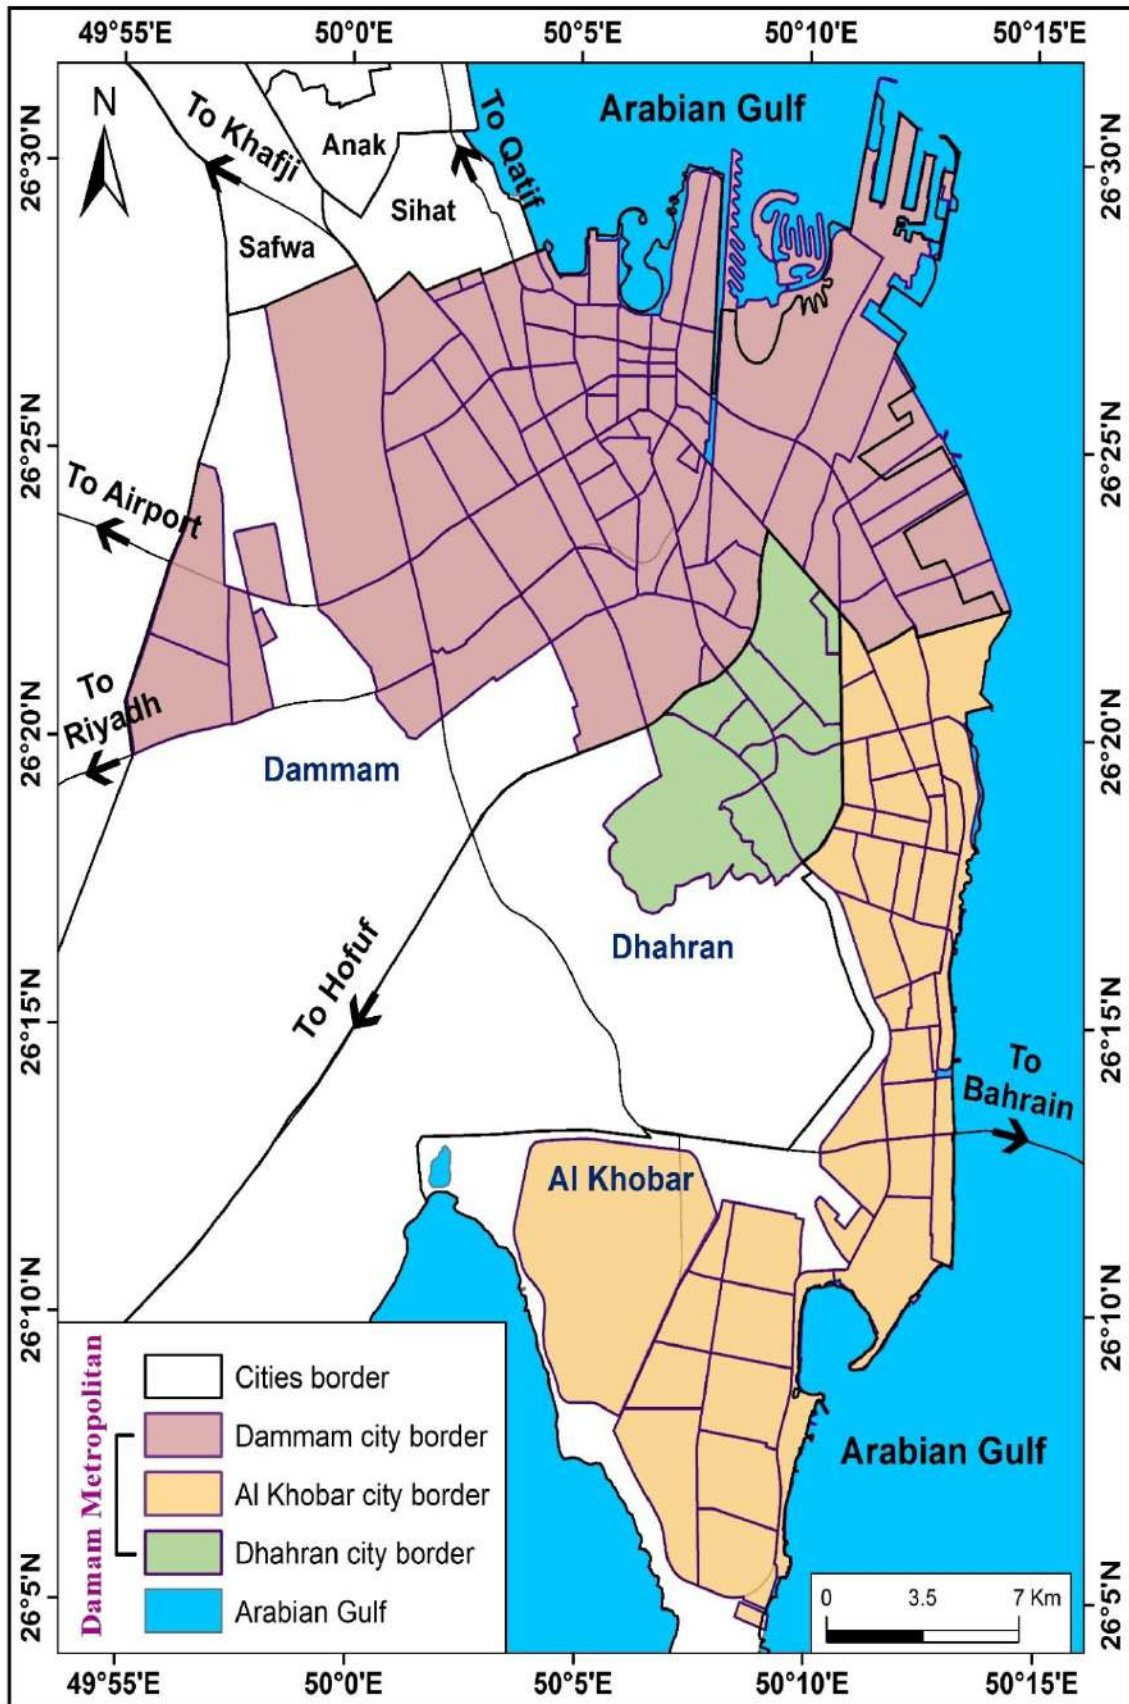 49°55'E 50°0'E 50°5'E 50°10'E 50°15'E
N
To Khafji
To Qatif
Arabian Gulf
Anak
Sihat
Safwa
26°30'N
26°30'N
26°25'N
26°25'N
To Airport
To
Riyadh
26°20'N
26°20'N
Dammam
Dhahran
To Hofuf
26°15'N
26°15'N
To
Bahrain
Al Khobar
26°10'N
26°10'N
Arabian Gulf
Damam Metropolitan
Cities border
Dammam city border
Al Khobar city border
Dhahran city border
Arabian Gulf
26°5'N
26°5'N
0 3.5 7 Km
49°55'E 50°0'E 50°5'E 50°10'E 50°15'E